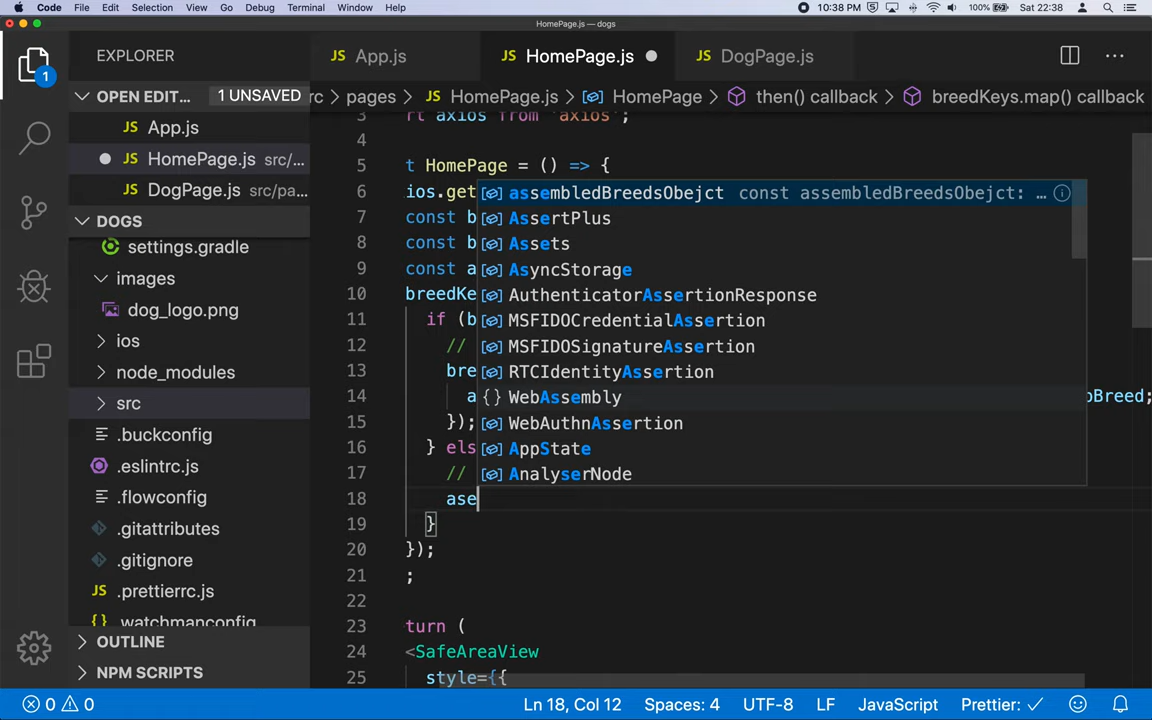 Code File Edit Selection View Go Debug Terminal Window Help 10:38 PM 100% Sat 22:38
HomePage.js — dogs
EXPLORER
JS App.js JS HomePage.js JS DogPage.js ...
OPEN EDIT... 1 UNSAVED
rc > pages > JS HomePage.js > HomePage > then() callback > breedKeys.map() callback
1
JS App.js
JS HomePage.js src/...
JS DogPage.js src/pa...
DOGS
settings.gradle
images
dog_logo.png
ios
node_modules
src
.buckconfig
.eslintrc.js
.flowconfig
.gitattributes
.gitignore
JS .prettierrc.js
{} .watchmanconfig
OUTLINE
NPM SCRIPTS
3 rt axios from 'axios';
4
5 t HomePage = () => {
6 ios.get
7 const b
8 const b
9 const a
10 breedKe
11 if (b
12 //
13 bre
14 a oBreed;
15 });
16 } els
17 //
18 ase
19 }
20 });
21 ;
22
23 turn (
24 <SafeAreaView
25 style={{
assembledBreedsObejct const assembledBreedsObejct: ...
AssertPlus
Assets
AsyncStorage
AuthenticatorAssertionResponse
MSFIDOCredentialAssertion
MSFIDOSignatureAssertion
RTCIdentityAssertion
{} WebAssembly
WebAuthnAssertion
AppState
AnalyserNode
0 0 Ln 18, Col 12 Spaces: 4 UTF-8 LF JavaScript Prettier: ✓